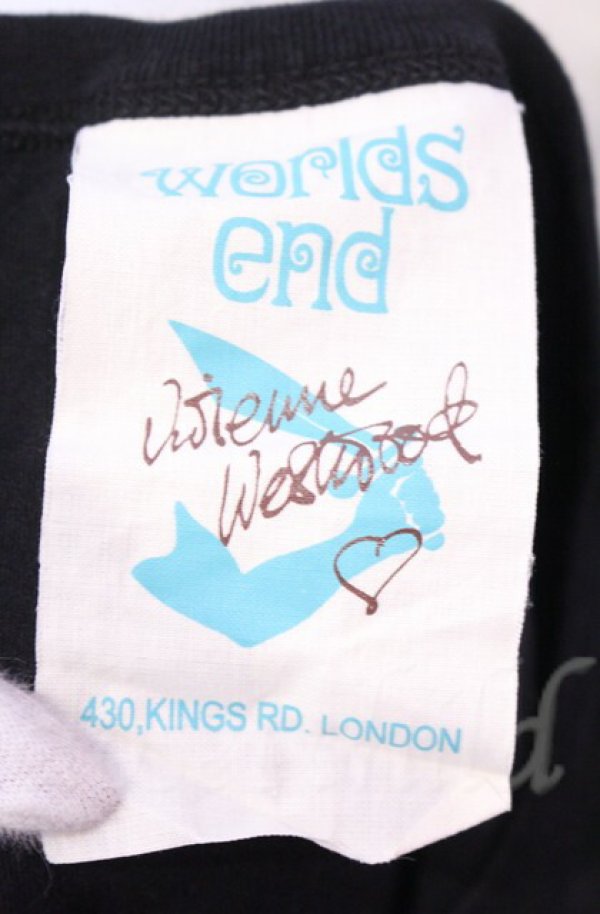 worlds
end
Vivienne
Westwood
430,KINGS RD. LONDON